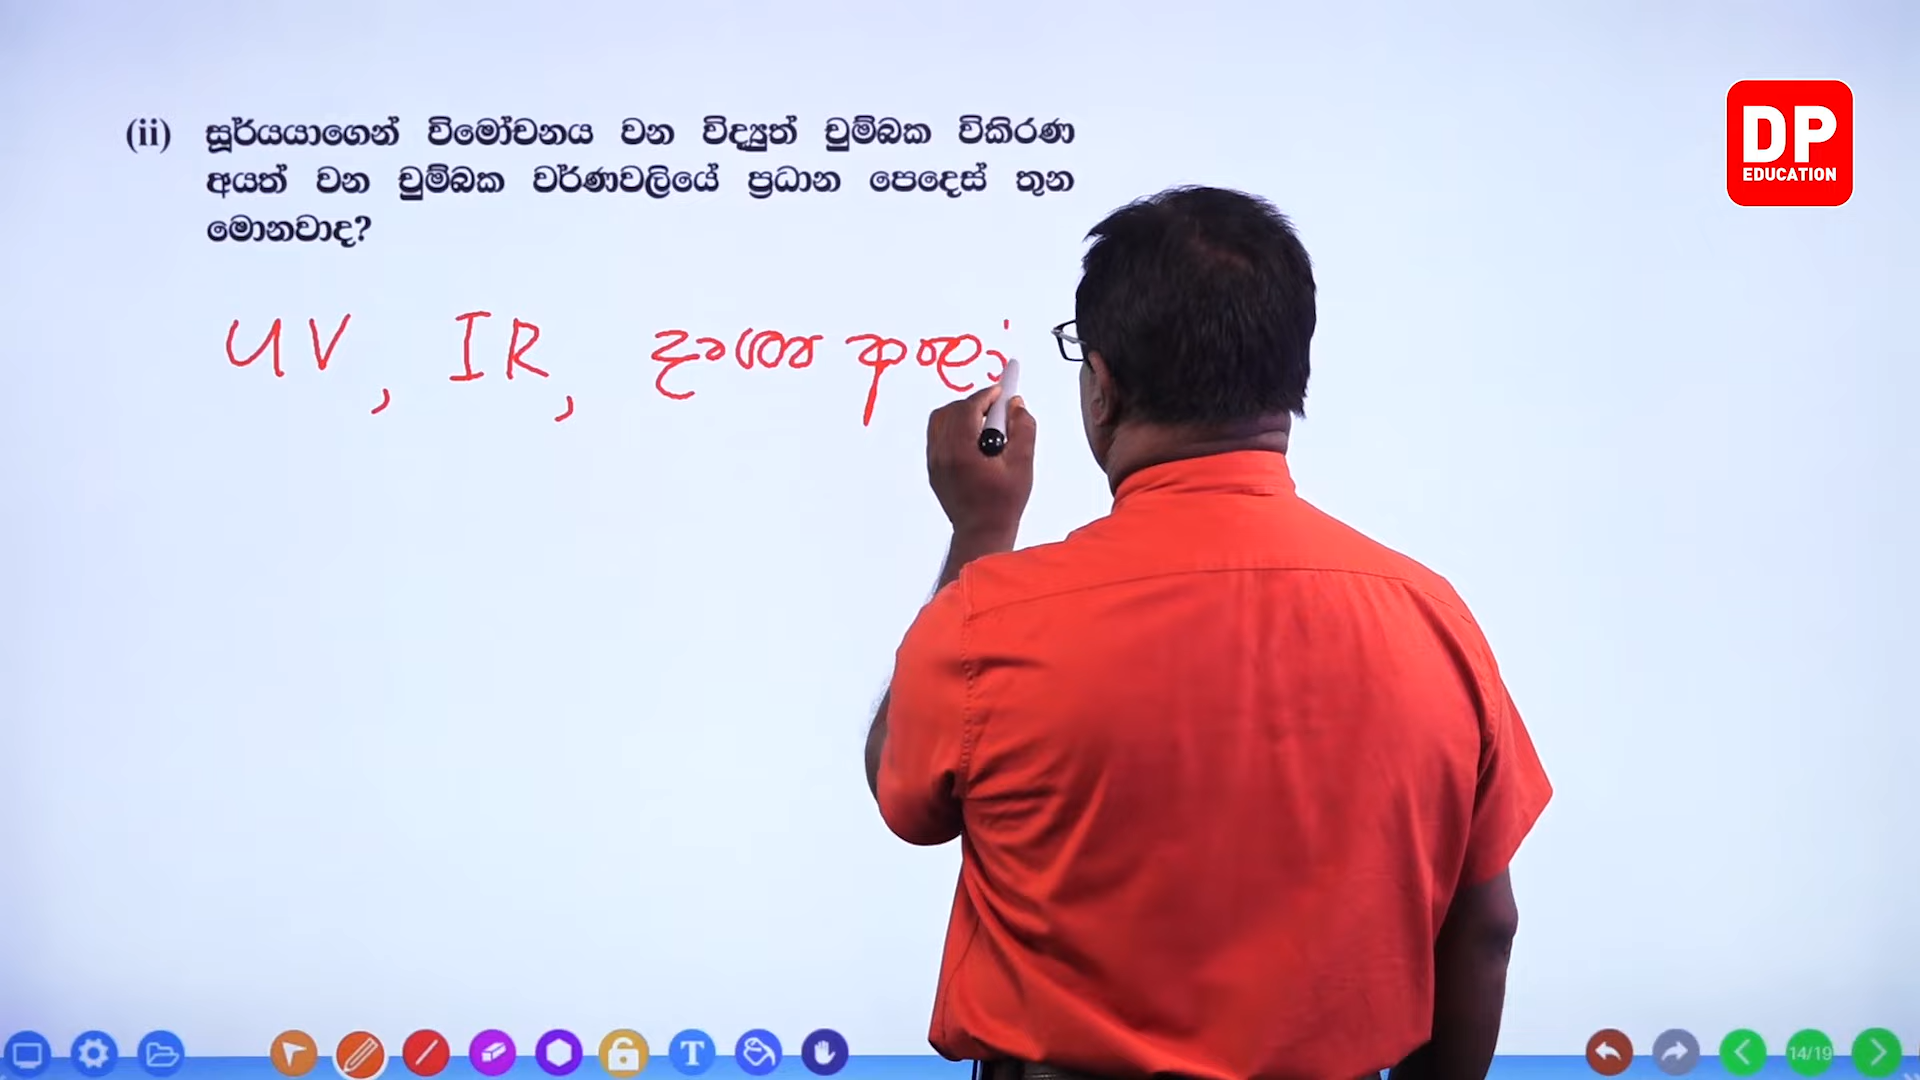 (ii) සූර්යයාගෙන් විමෝචනය වන විද්‍යුත් චුම්බක විකිරණ
අයත් වන චුම්බක වර්ණවලියේ ප්‍රධාන පෙදෙස් තුන
මොනවාද?
UV, IR, දෘශ්‍ය ආලෝ
DP
EDUCATION
T
14/19